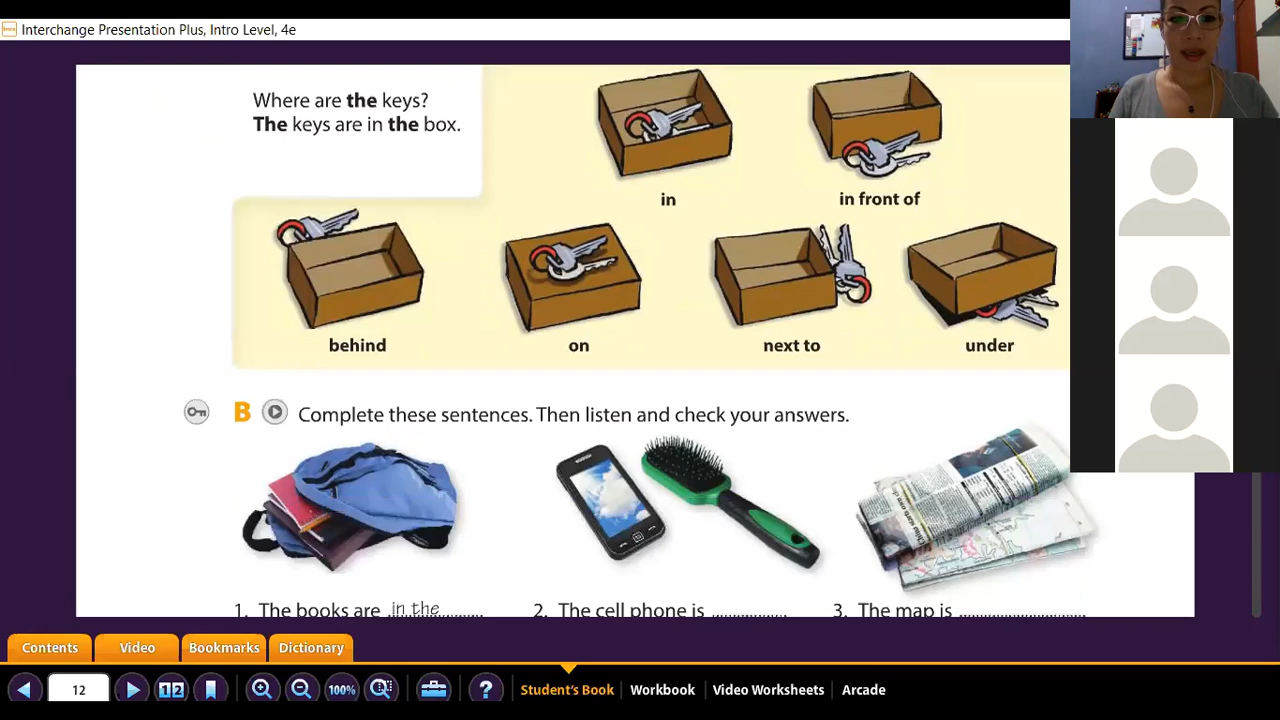 Interchange Presentation Plus, Intro Level, 4e
Where are the keys?
The keys are in the box.
in
in front of
behind
on
next to
under
B Complete these sentences. Then listen and check your answers.
1. The books are in the
2. The cell phone is
3. The map is
Contents
Video
Bookmarks
Dictionary
12
12
100%
?
Student's Book
Workbook
Video Worksheets
Arcade